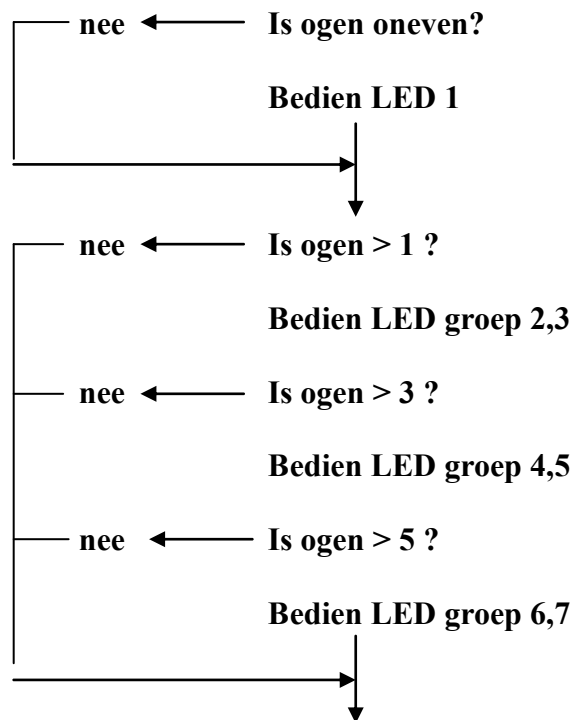 nee Is ogen oneven?
Bedien LED 1
nee Is ogen > 1 ?
Bedien LED groep 2,3
nee Is ogen > 3 ?
Bedien LED groep 4,5
nee Is ogen > 5 ?
Bedien LED groep 6,7